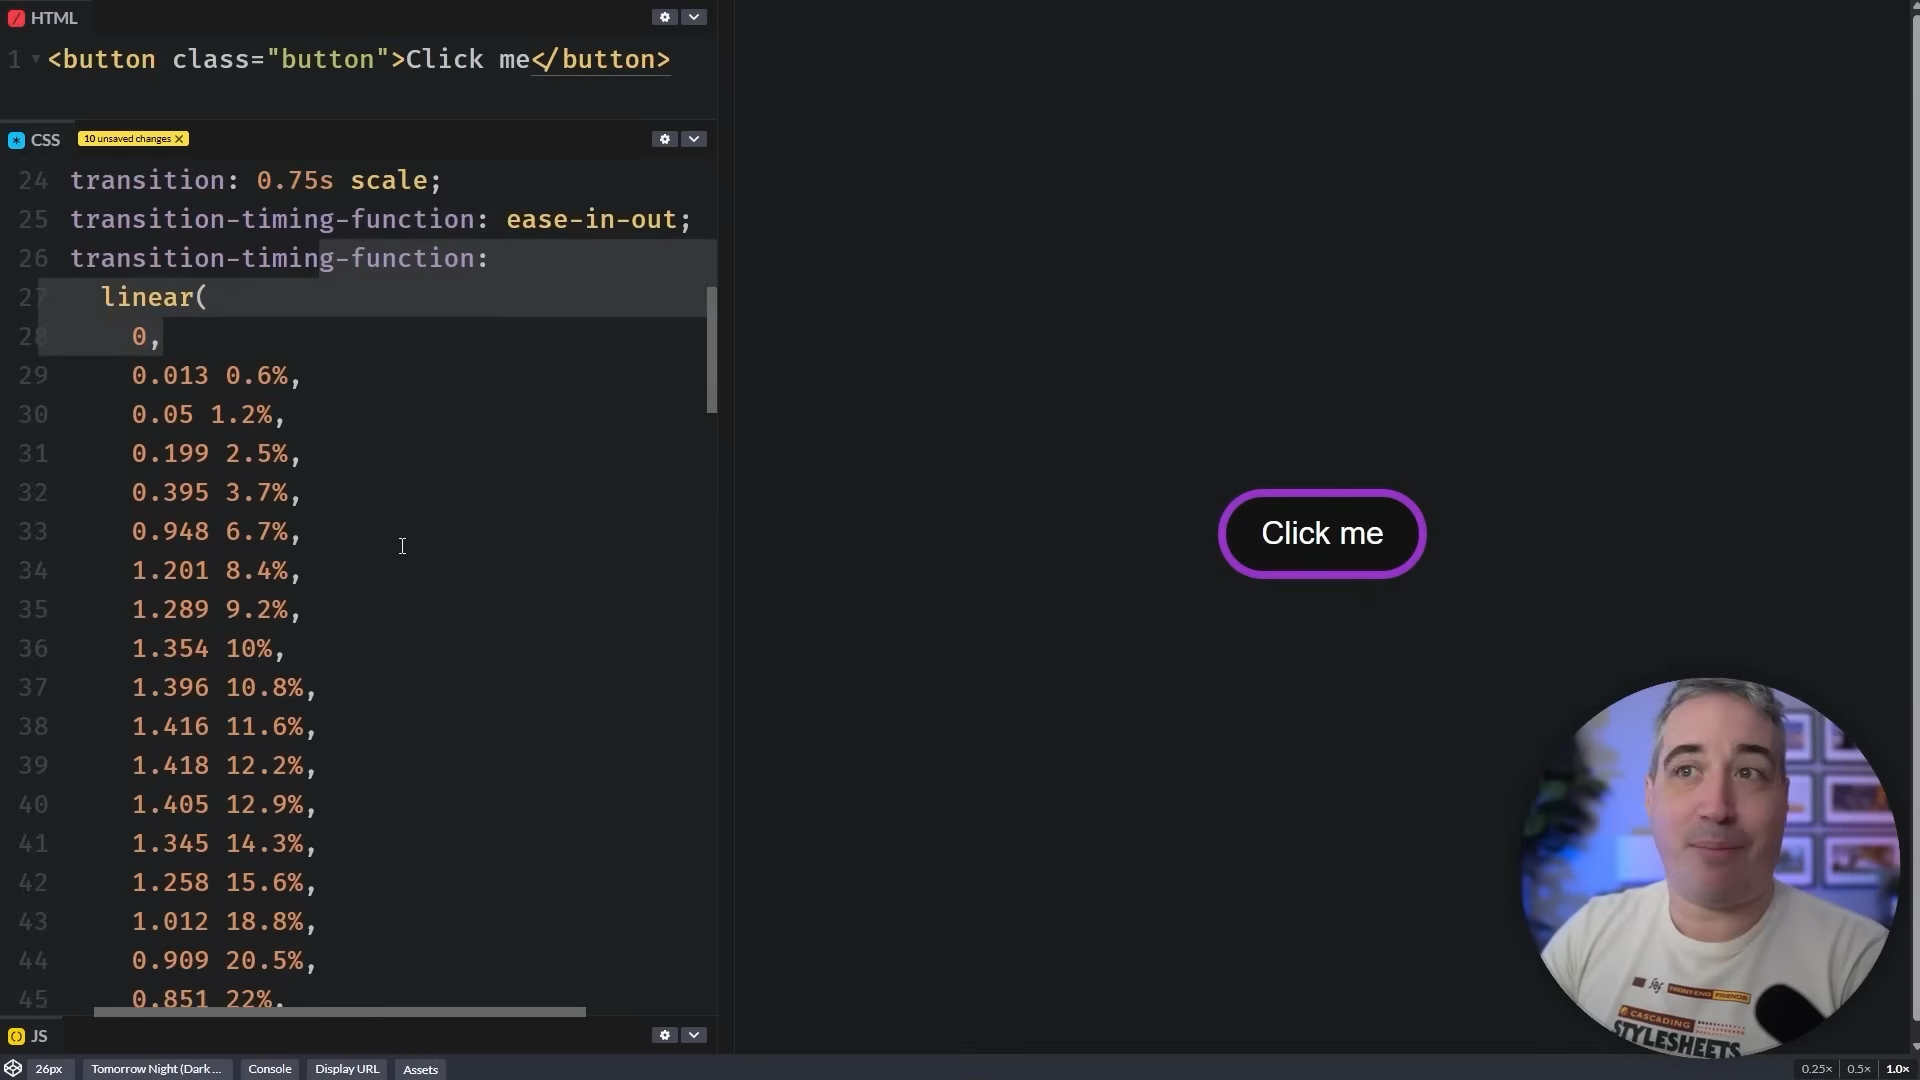 HTML
1 <button class="button">Click me</button>
CSS
10 unsaved changes ✕
24 transition: 0.75s scale;
25 transition-timing-function: ease-in-out;
26 transition-timing-function:
27 linear(
28 0,
29 0.013 0.6%,
30 0.05 1.2%,
31 0.199 2.5%,
32 0.395 3.7%,
33 0.948 6.7%,
34 1.201 8.4%,
35 1.289 9.2%,
36 1.354 10%,
37 1.396 10.8%,
38 1.416 11.6%,
39 1.418 12.2%,
40 1.405 12.9%,
41 1.345 14.3%,
42 1.258 15.6%,
43 1.012 18.8%,
44 0.909 20.5%,
45 0.851 22%,
JS
26px
Tomorrow Night (Dark ...
Console
Display URL
Assets
Click me
FRONT-END FRIENDS
CASCADING
STYLESHEETS
0.25×
0.5×
1.0×